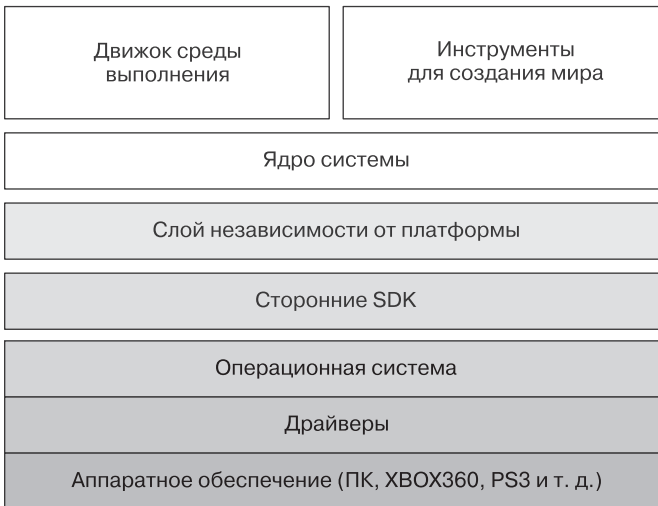 Движок среды
выполнения
Инструменты
для создания мира
Ядро системы
Слой независимости от платформы
Сторонние SDK
Операционная система
Драйверы
Аппаратное обеспечение (ПК, XBOX360, PS3 и т. д.)